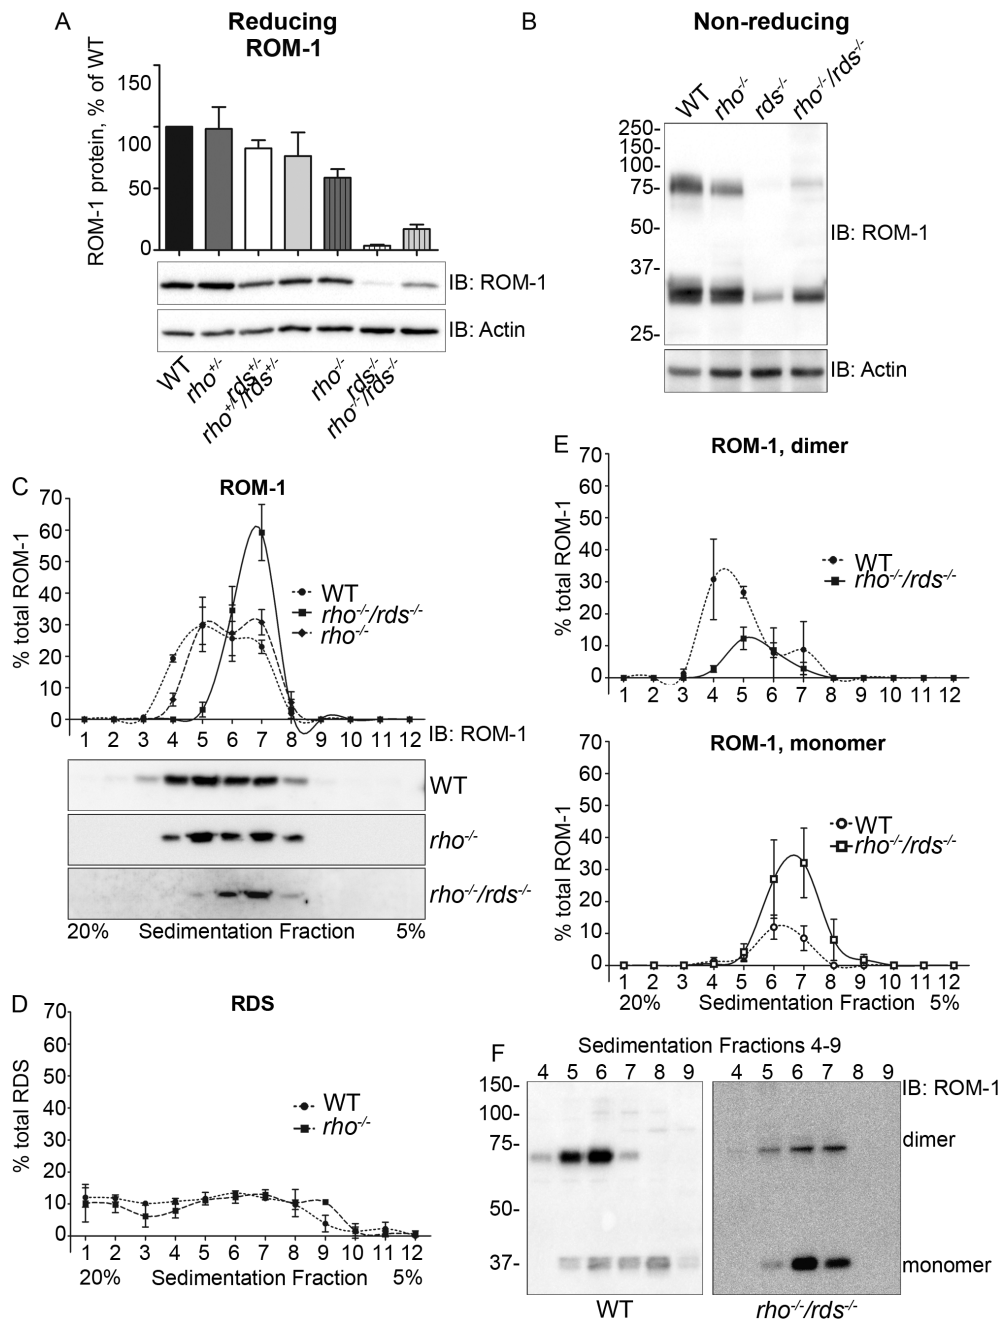 A
Reducing
ROM-1
ROM-1 protein, % of WT
150
100
50
0
IB: ROM-1
IB: Actin
WT
rho+/-
rds+/-
rho+/-/rds+/-
rho-/-
rds-/-
rho-/-/rds-/-
B
Non-reducing
WT
rho-/-
rds-/-
rho-/-/rds-/-
250-
150-
100-
75-
50-
37-
25-
IB: ROM-1
IB: Actin
C
ROM-1
% total ROM-1
70
60
50
40
30
20
10
0
WT
rho-/-/rds-/-
rho-/-
1 2 3 4 5 6 7 8 9 10 11 12
IB: ROM-1
WT
rho-/-
rho-/-/rds-/-
20% Sedimentation Fraction 5%
D
RDS
% total RDS
70
60
50
40
30
20
10
0
WT
rho-/-
1 2 3 4 5 6 7 8 9 10 11 12
20% Sedimentation Fraction 5%
E
ROM-1, dimer
% total ROM-1
70
60
50
40
30
20
10
0
WT
rho-/-/rds-/-
1 2 3 4 5 6 7 8 9 10 11 12
ROM-1, monomer
% total ROM-1
70
60
50
40
30
20
10
0
WT
rho-/-/rds-/-
1 2 3 4 5 6 7 8 9 10 11 12
20% Sedimentation Fraction 5%
F
Sedimentation Fractions 4-9
4 5 6 7 8 9
4 5 6 7 8 9
IB: ROM-1
150-
100-
75-
50-
37-
dimer
monomer
WT
rho-/-/rds-/-